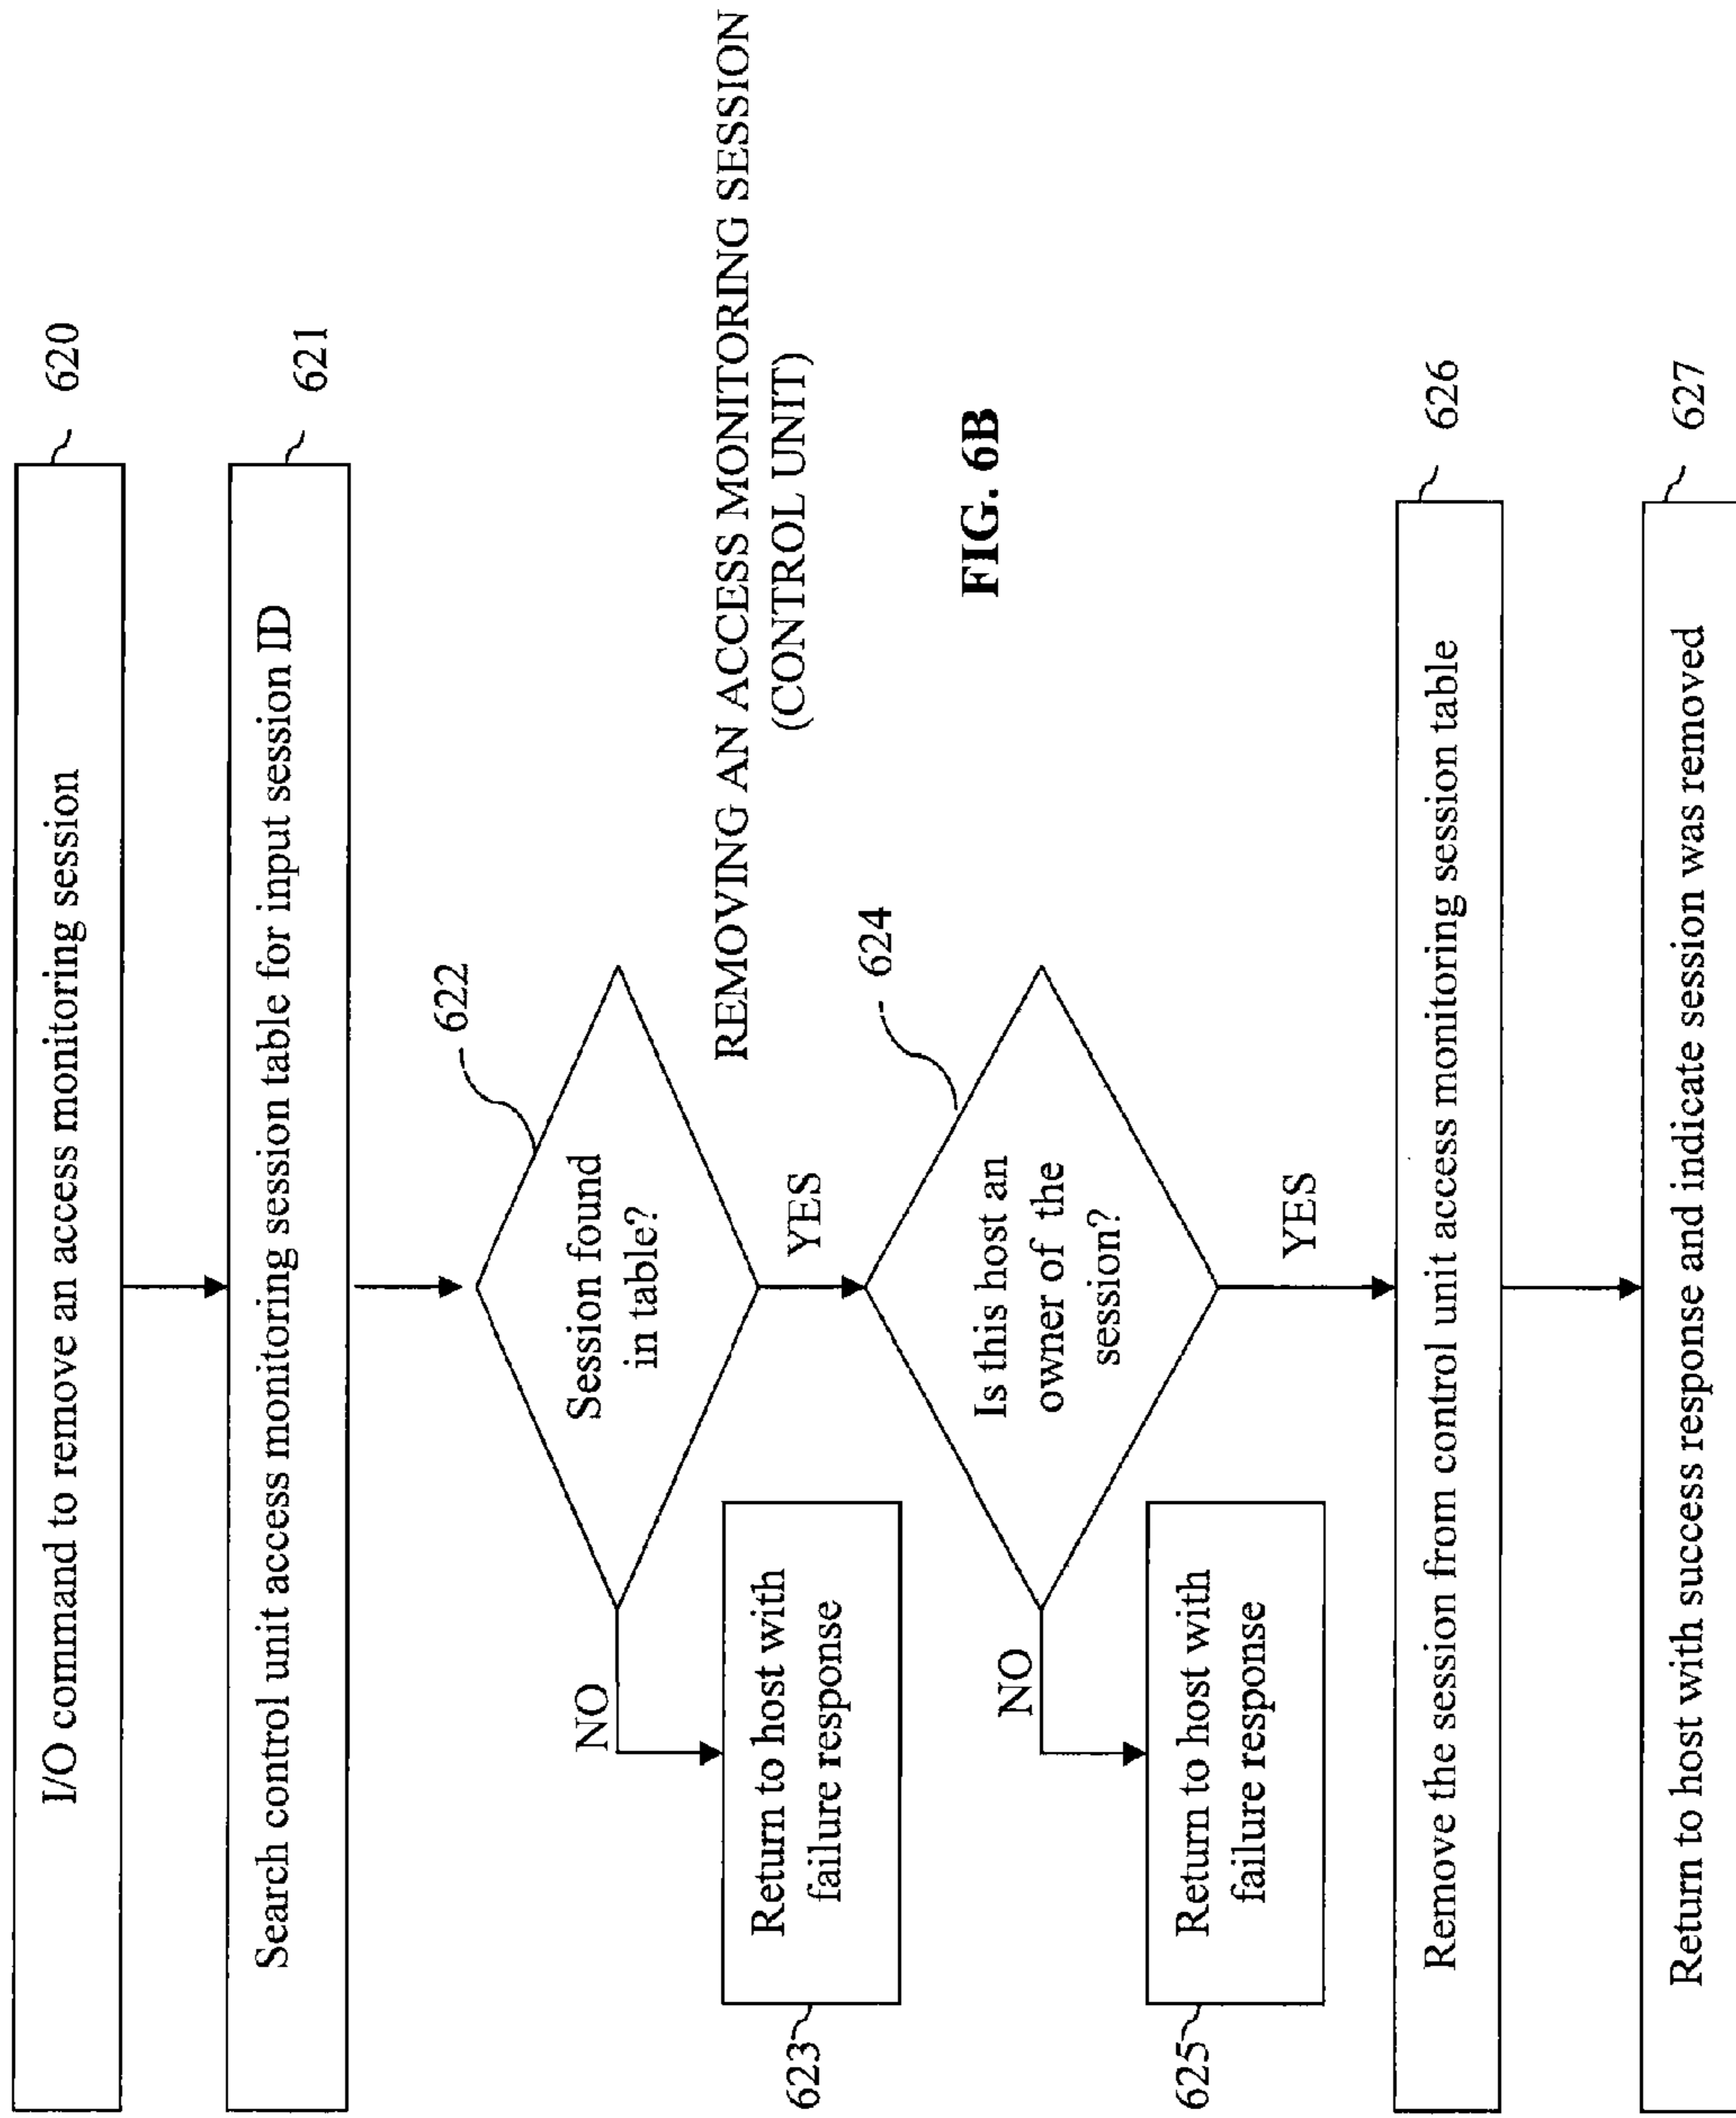 I/O command to remove an access monitoring session
620
Search control unit access monitoring session table for input session ID
621
622
Session found
in table?
NO
YES
Return to host with
failure response
623
REMOVING AN ACCESS MONITORING SESSION
(CONTROL UNIT)
624
Is this host an
owner of the
session?
FIG. 6B
NO
YES
Return to host with
failure response
625
Remove the session from control unit access monitoring session table
626
Return to host with success response and indicate session was removed
627